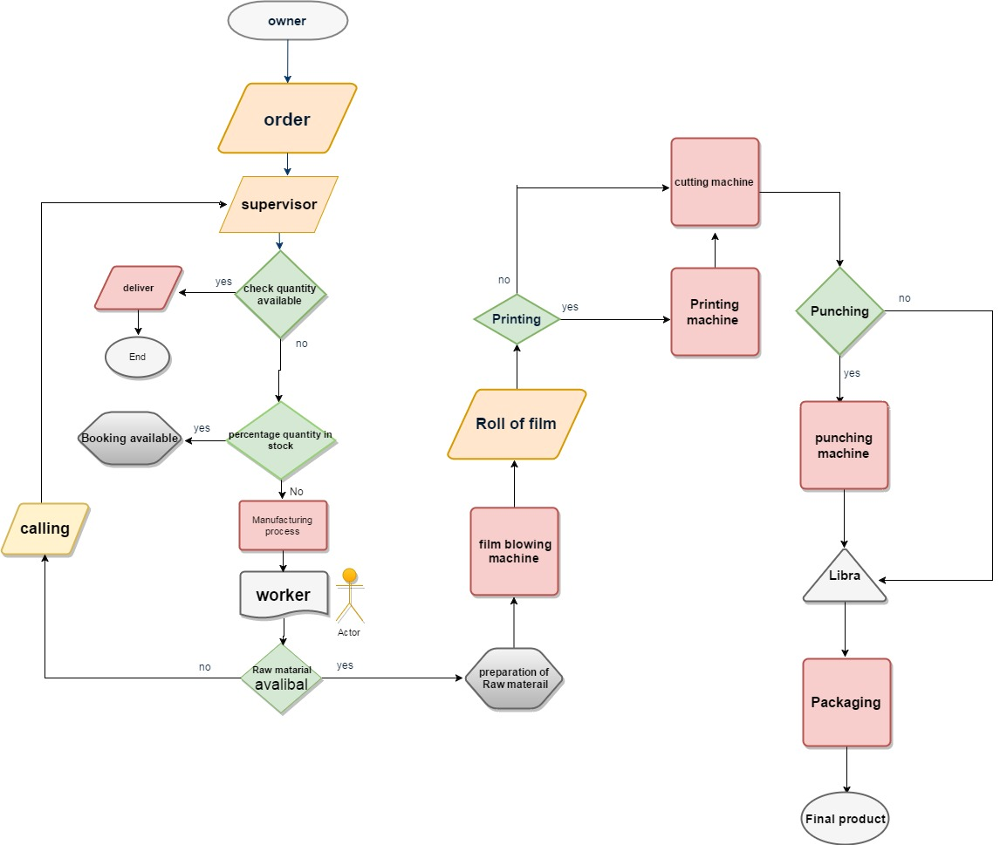 owner
order
supervisor
check quantity
available
yes
deliver
End
no
percentage quantity in
stock
yes
Booking available
No
Manufacturing
process
worker
Actor
Raw matarial
avalibal
no
calling
yes
preparation of
Raw materail
film blowing
machine
Roll of film
Printing
no
yes
Printing
machine
cutting machine
Punching
no
yes
punching
machine
Libra
Packaging
Final product